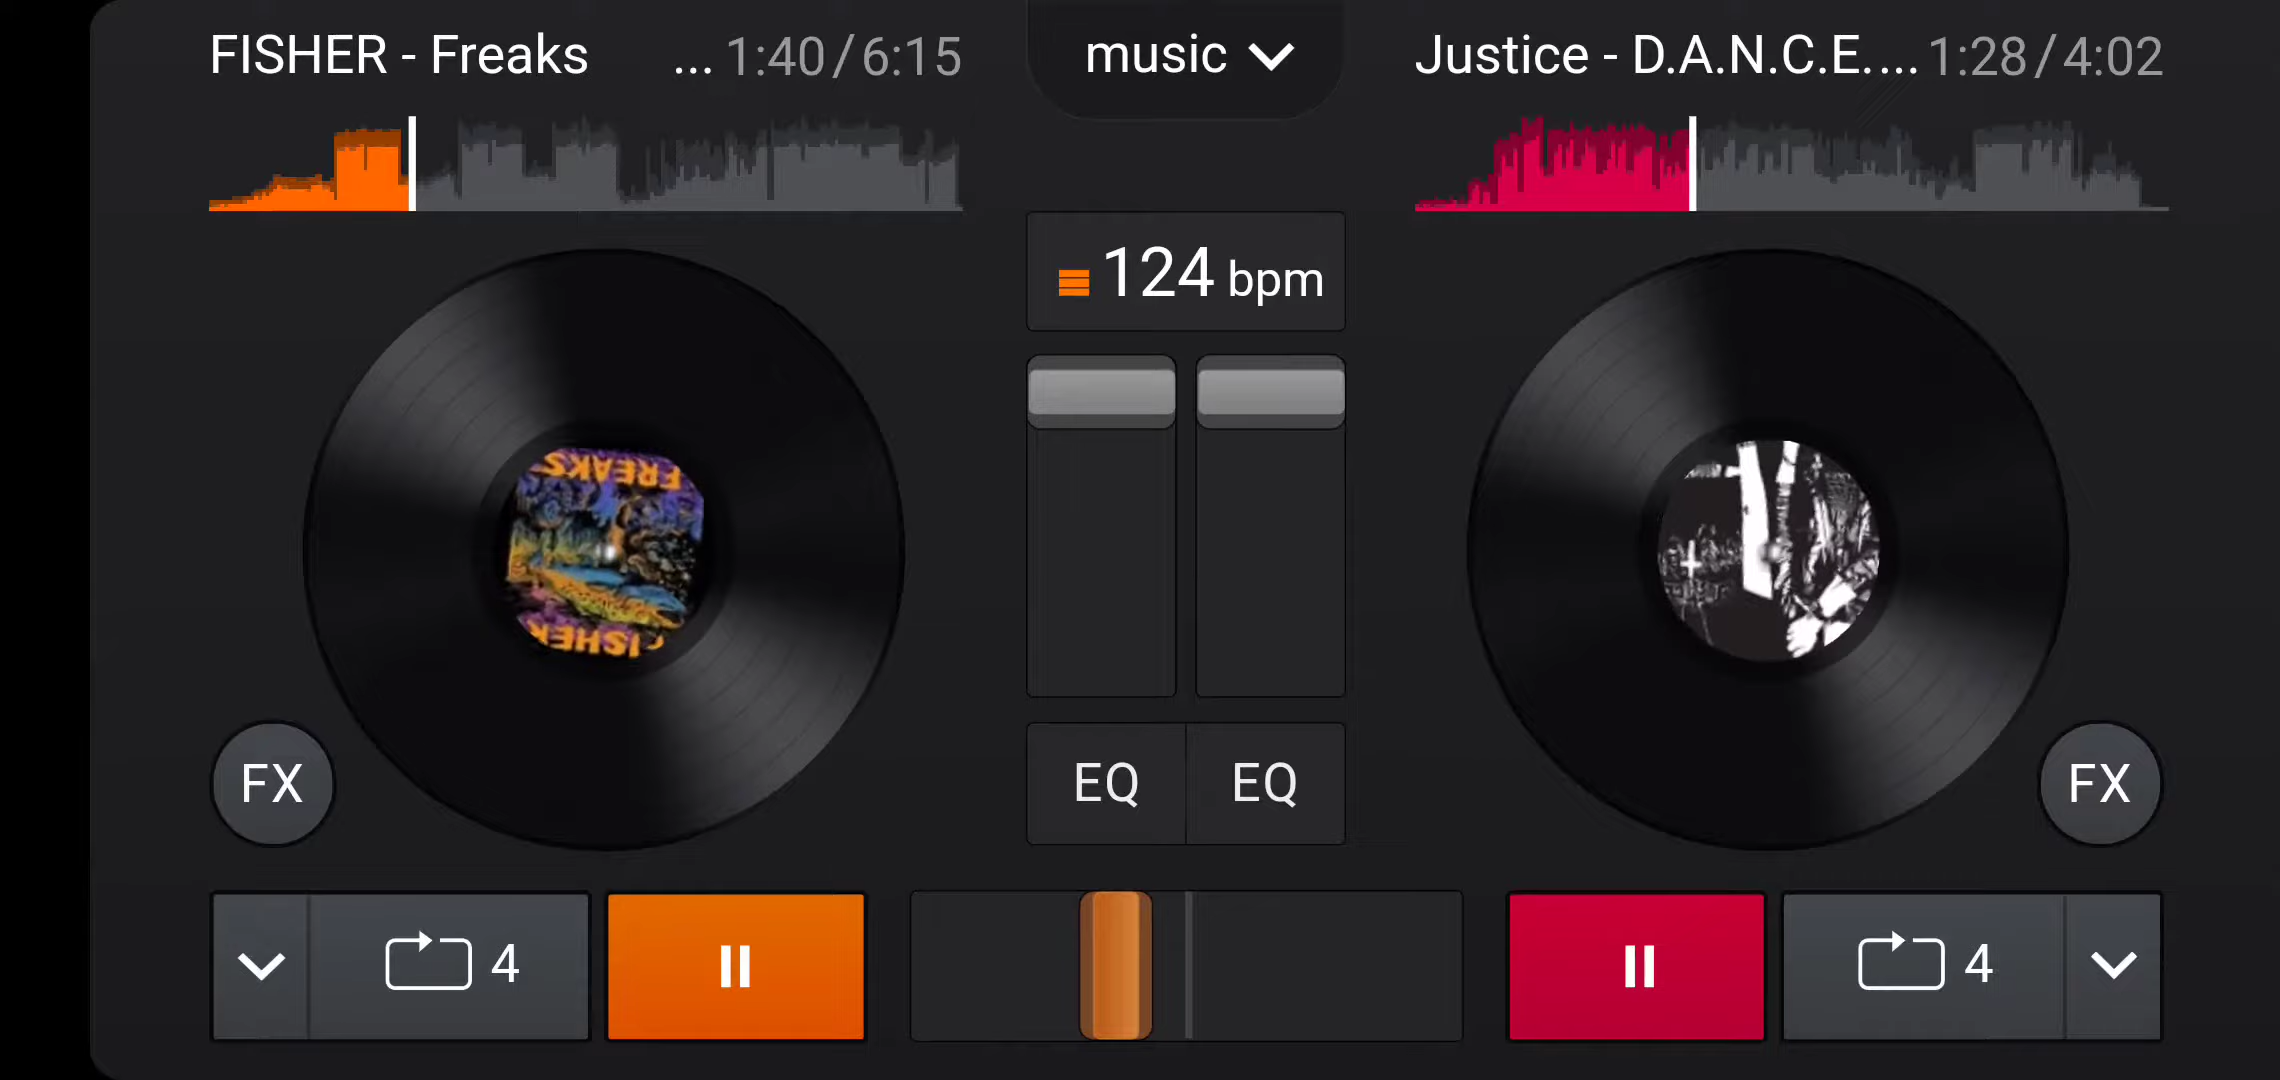 FISHER - Freaks ... 1:40/6:15
music
Justice - D.A.N.C.E.... 1:28/4:02
124 bpm
FREAKS
FISHER
EQ EQ
FX
FX
4
4